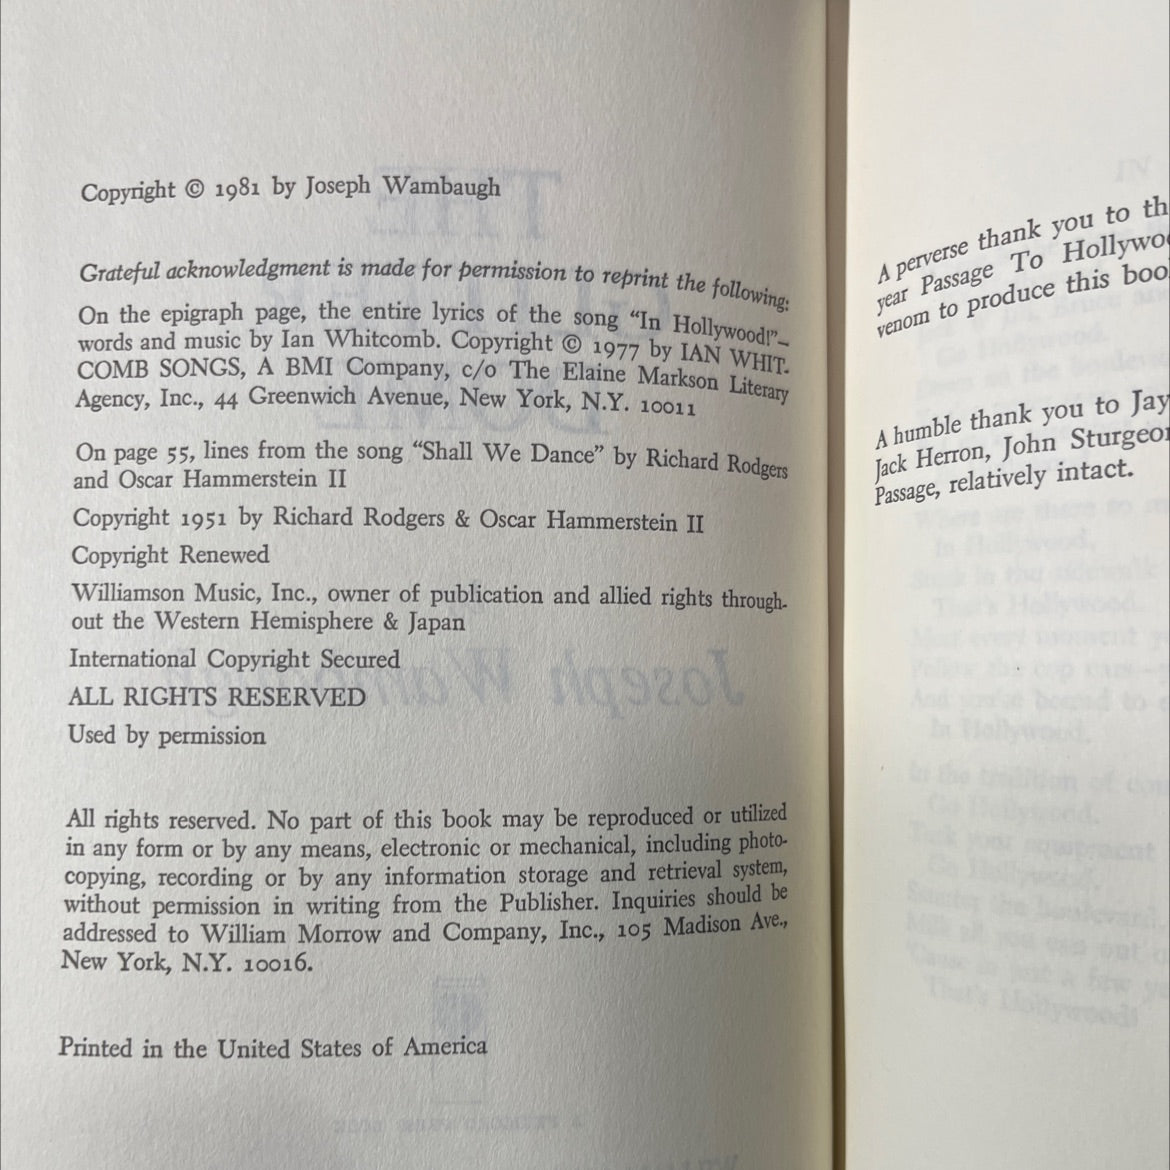 Copyright © 1981 by Joseph Wambaugh
Grateful acknowledgment is made for permission to reprint the following:
On the epigraph page, the entire lyrics of the song “In Hollywood!”–
words and music by Ian Whitcomb. Copyright © 1977 by IAN WHIT-
COMB SONGS, A BMI Company, c/o The Elaine Markson Literary
Agency, Inc., 44 Greenwich Avenue, New York, N.Y. 10011
On page 55, lines from the song “Shall We Dance” by Richard Rodgers
and Oscar Hammerstein II
Copyright 1951 by Richard Rodgers & Oscar Hammerstein II
Copyright Renewed
Williamson Music, Inc., owner of publication and allied rights through-
out the Western Hemisphere & Japan
International Copyright Secured
ALL RIGHTS RESERVED
Used by permission
All rights reserved. No part of this book may be reproduced or utilized
in any form or by any means, electronic or mechanical, including photo-
copying, recording or by any information storage and retrieval system,
without permission in writing from the Publisher. Inquiries should be
addressed to William Morrow and Company, Inc., 105 Madison Ave.,
New York, N.Y. 10016.
Printed in the United States of America
A perverse thank you to th
year Passage To Hollywo
venom to produce this boo
A humble thank you to Jay
Jack Herron, John Sturgeo
Passage, relatively intact.